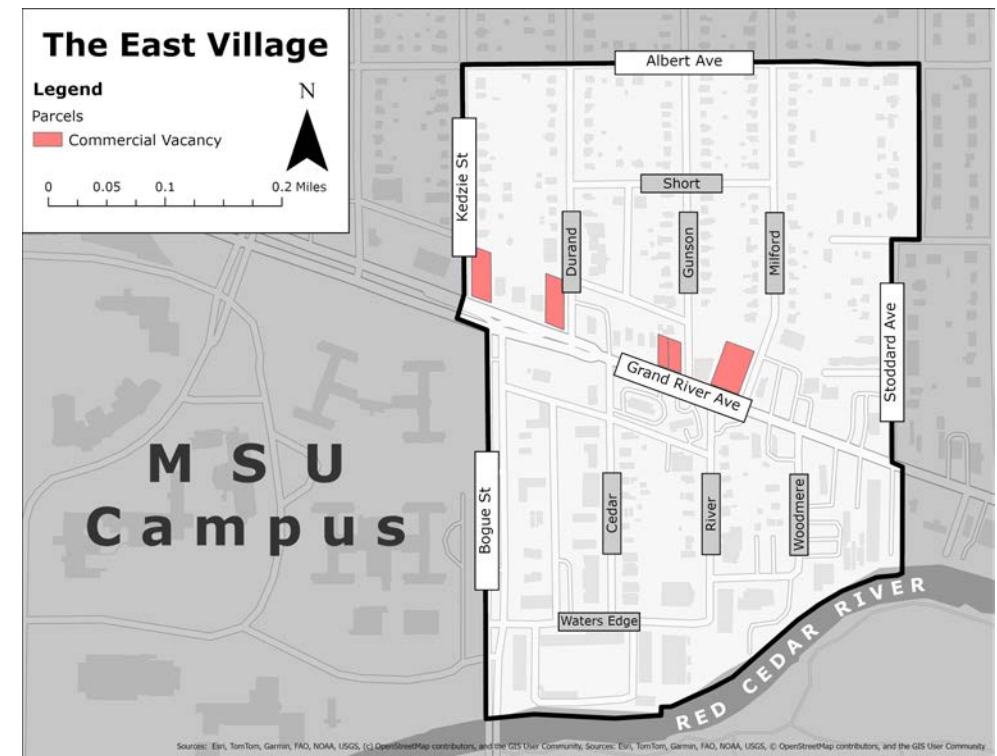 The East Village
Legend
Parcels
Commercial Vacancy
N
0 0.05 0.1 0.2 Miles
Albert Ave
Kedzie St
Short
Durand
Gunson
Milford
Stoddard Ave
Grand River Ave
MSU
Campus
Bogue St
Cedar
River
Woodmere
Waters Edge
RED CEDAR RIVER
Sources: Esri, TomTom, Garmin, FAO, NOAA, USGS, (c) OpenStreetMap contributors, and the GIS User Community, Sources: Esri, TomTom, Garmin, FAO, NOAA, USGS, © OpenStreetMap contributors, and the GIS User Community